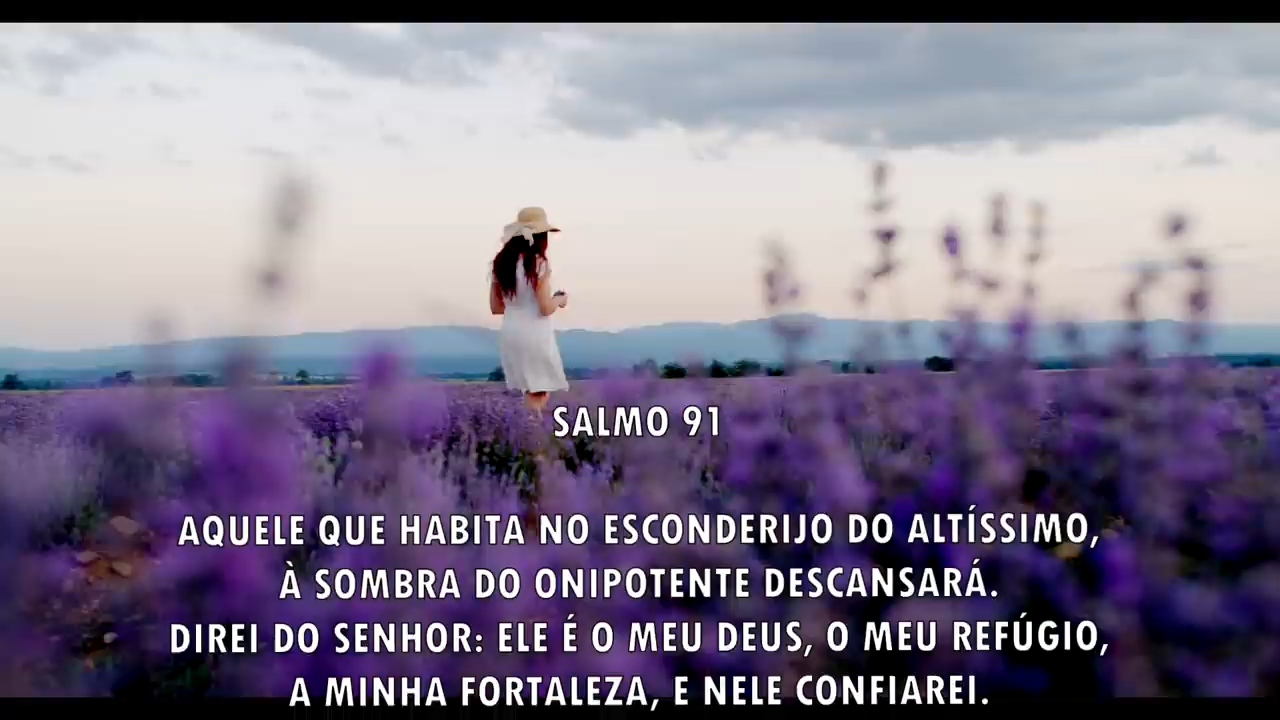 SALMO 91
AQUELE QUE HABITA NO ESCONDERIJO DO ALTÍSSIMO,
À SOMBRA DO ONIPOTENTE DESCANSARÁ.
DIREI DO SENHOR: ELE É O MEU DEUS, O MEU REFÚGIO,
A MINHA FORTALEZA, E NELE CONFIAREI.